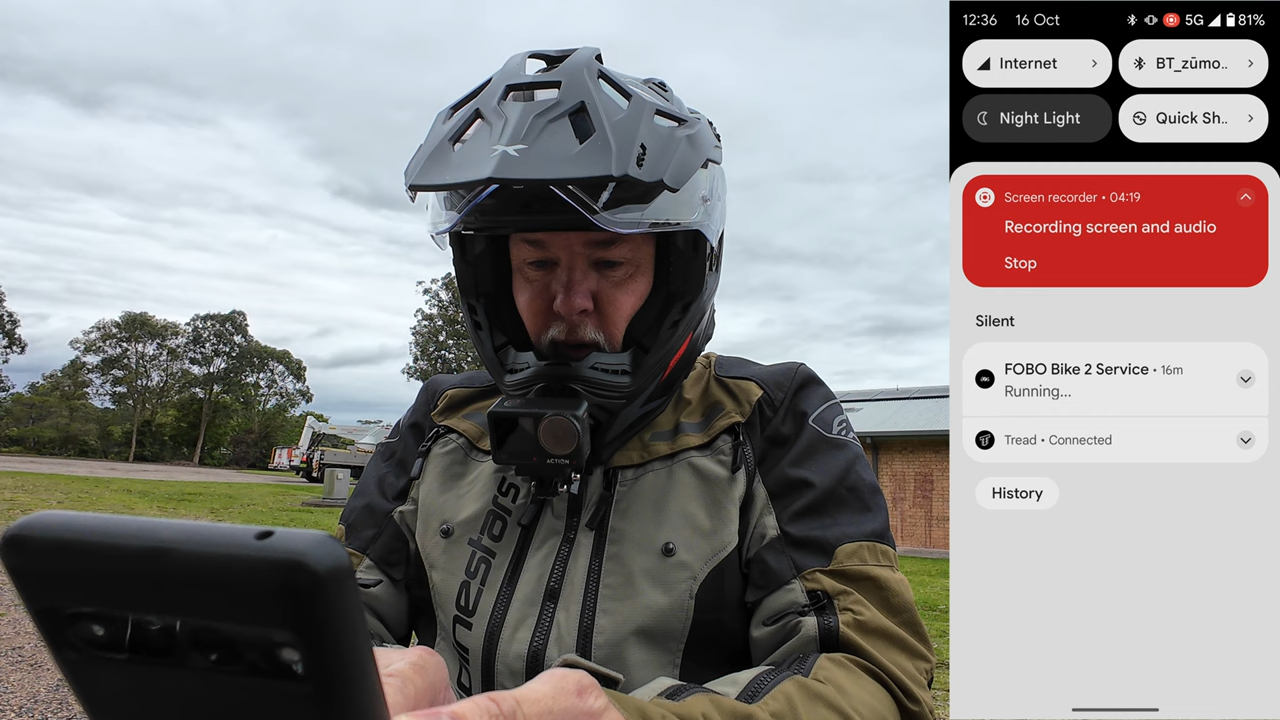 ACTION
pinestars
12:36 16 Oct 5G 81%
Internet BT_zūmo..
Night Light Quick Sh..
Screen recorder • 04:19
Recording screen and audio
Stop
Silent
FOBO Bike 2 Service • 16m
Running...
Tread • Connected
History